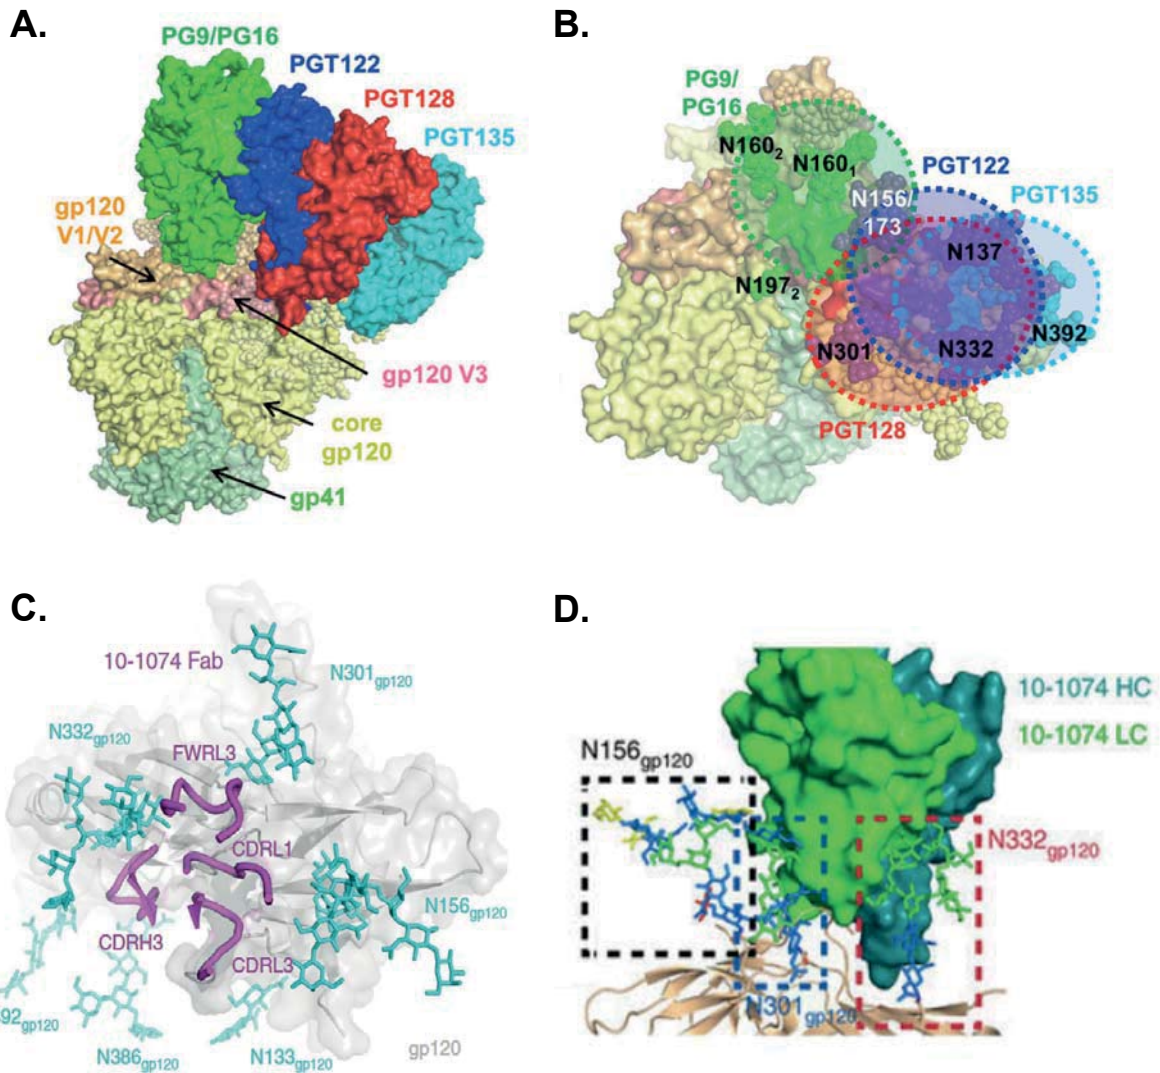 A.
PG9/PG16
PGT122
PGT128
PGT135
gp120
V1/V2
gp120 V3
core
gp120
gp41
B.
PG9/
PG16
N160₂
N160₁
PGT122
N156/
173
PGT135
N137
N197₂
N301
N332
N392
PGT128
C.
10-1074 Fab
N301gp120
N332gp120
FWRL3
CDRL1
N156gp120
CDRH3
CDRL3
92gp120
N386gp120
N133gp120
gp120
D.
10-1074 HC
10-1074 LC
N156gp120
N332gp120
N301gp120